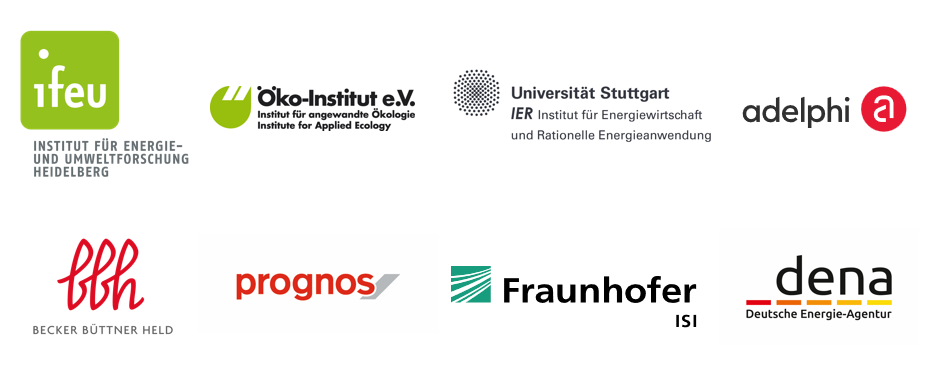 ifeu
INSTITUT FÜR ENERGIE-
UND UMWELTFORSCHUNG
HEIDELBERG
Öko-Institut e.V.
Institut für angewandte Ökologie
Institute for Applied Ecology
Universität Stuttgart
IER Institut für Energiewirtschaft
und Rationelle Energieanwendung
adelphi a
bbh
BECKER BÜTTNER HELD
prognos
Fraunhofer
ISI
dena
Deutsche Energie-Agentur